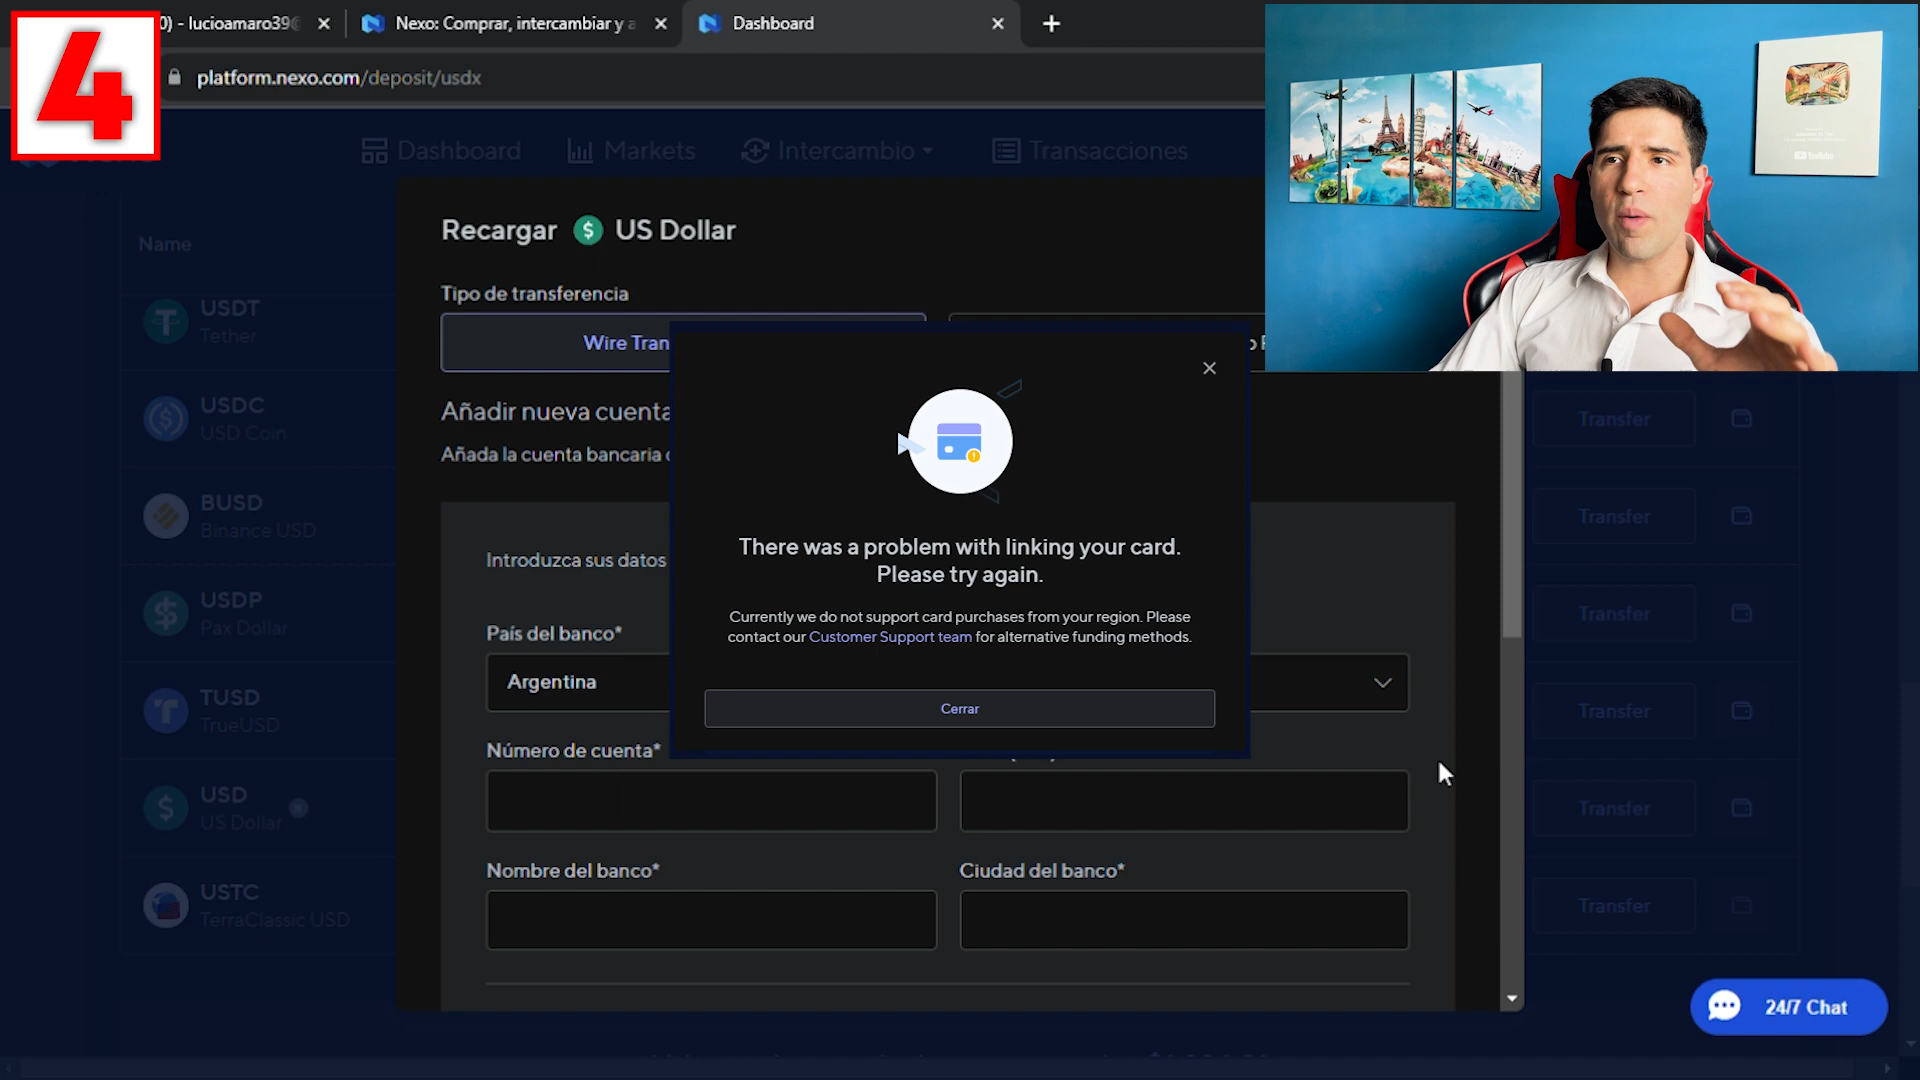 4
0) - lucioamaro39@
Nexo: Comprar, intercambiar y a
Dashboard
platform.nexo.com/deposit/usdx
Dashboard
Markets
Intercambio
Transacciones
YouTube
Name
Recargar $ US Dollar
Tipo de transferencia
Wire Tran
Añadir nueva cuenta
Añada la cuenta bancaria
Introduzca sus datos
País del banco*
Argentina
Número de cuenta*
Nombre del banco*
Ciudad del banco*
There was a problem with linking your card.
Please try again.
Currently we do not support card purchases from your region. Please
contact our Customer Support team for alternative funding methods.
Cerrar
USDT
Tether
USDC
USD Coin
Transfer
BUSD
Binance USD
Transfer
USDP
Pax Dollar
Transfer
TUSD
TrueUSD
Transfer
USD
US Dollar
Transfer
USTC
TerraClassic USD
Transfer
24/7 Chat